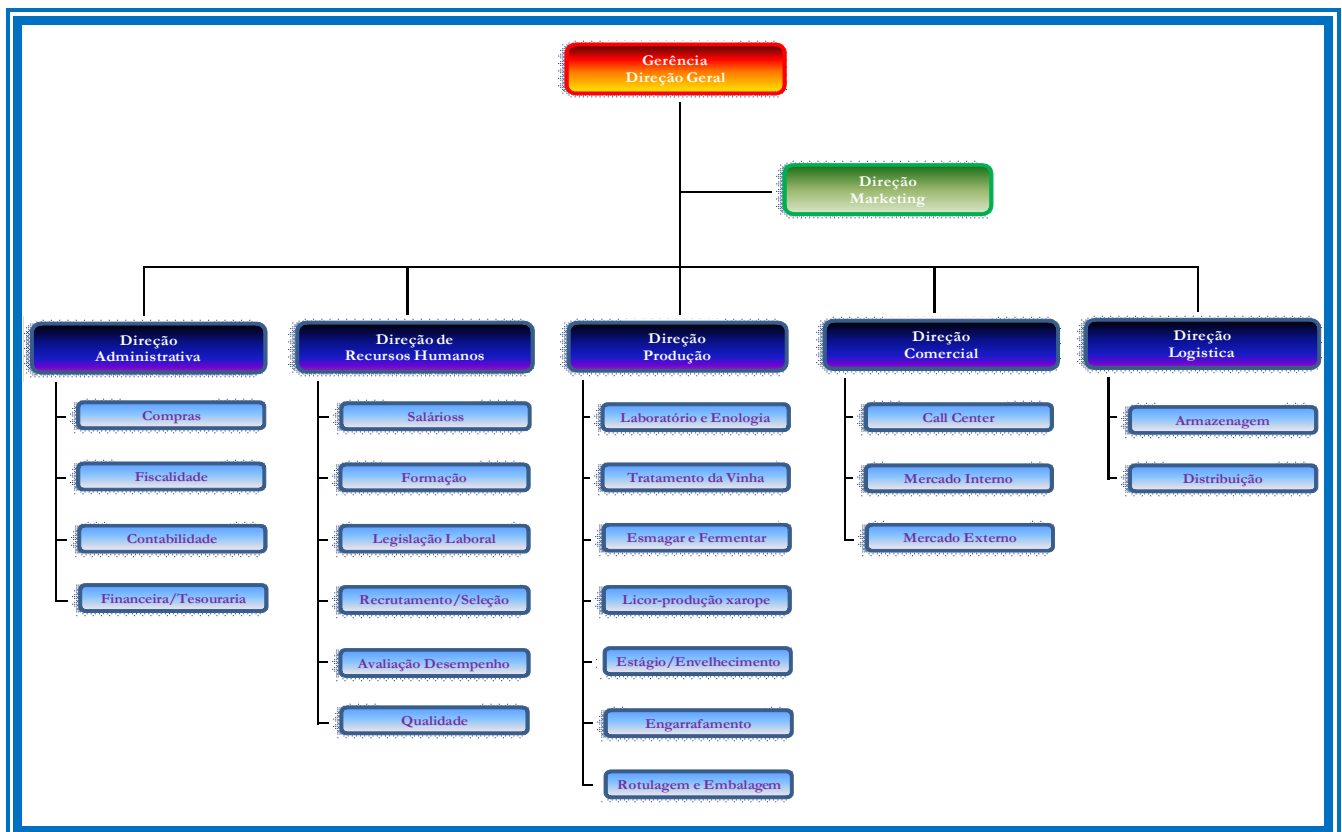 Gerência
Direção Geral
Direção
Marketing
Direção
Administrativa
Compras
Fiscalidade
Contabilidade
Financeira/Tesouraria
Direção de
Recursos Humanos
Salárioss
Formação
Legislação Laboral
Recrutamento/Seleção
Avaliação Desempenho
Qualidade
Direção
Produção
Laboratório e Enologia
Tratamento da Vinha
Esmagar e Fermentar
Licor-produção xarope
Estágio/Envelhecimento
Engarrafamento
Rotulagem e Embalagem
Direção
Comercial
Call Center
Mercado Interno
Mercado Externo
Direção
Logistica
Armazenagem
Distribuição